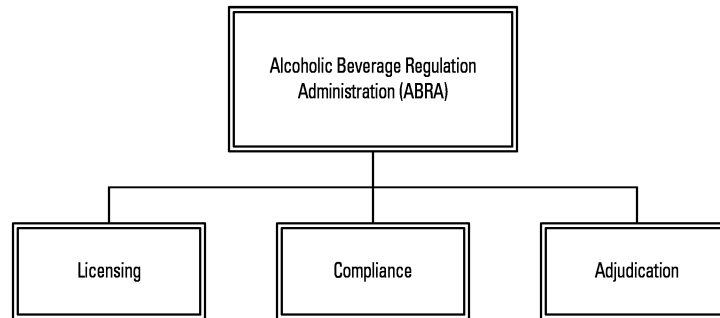 Alcoholic Beverage Regulation
Administration (ABRA)
Licensing
Compliance
Adjudication